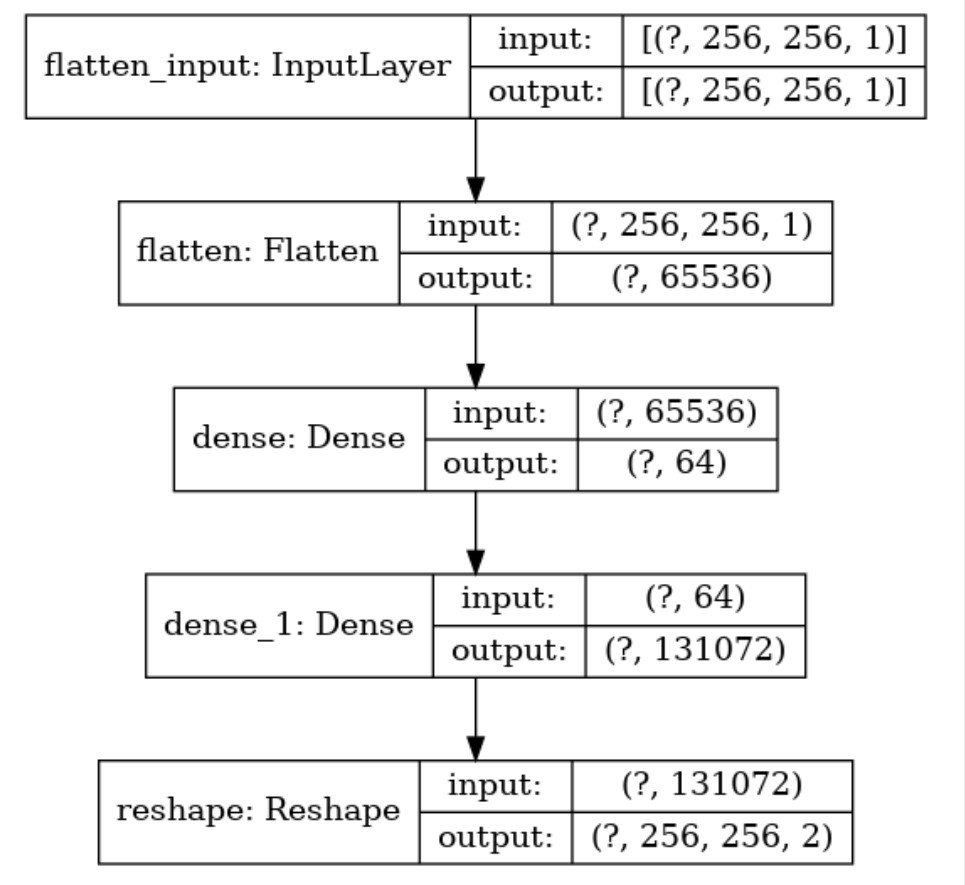 flatten_input: InputLayer
input: [(?, 256, 256, 1)]
output: [(?, 256, 256, 1)]
flatten: Flatten
input: (?, 256, 256, 1)
output: (?, 65536)
dense: Dense
input: (?, 65536)
output: (?, 64)
dense_1: Dense
input: (?, 64)
output: (?, 131072)
reshape: Reshape
input: (?, 131072)
output: (?, 256, 256, 2)